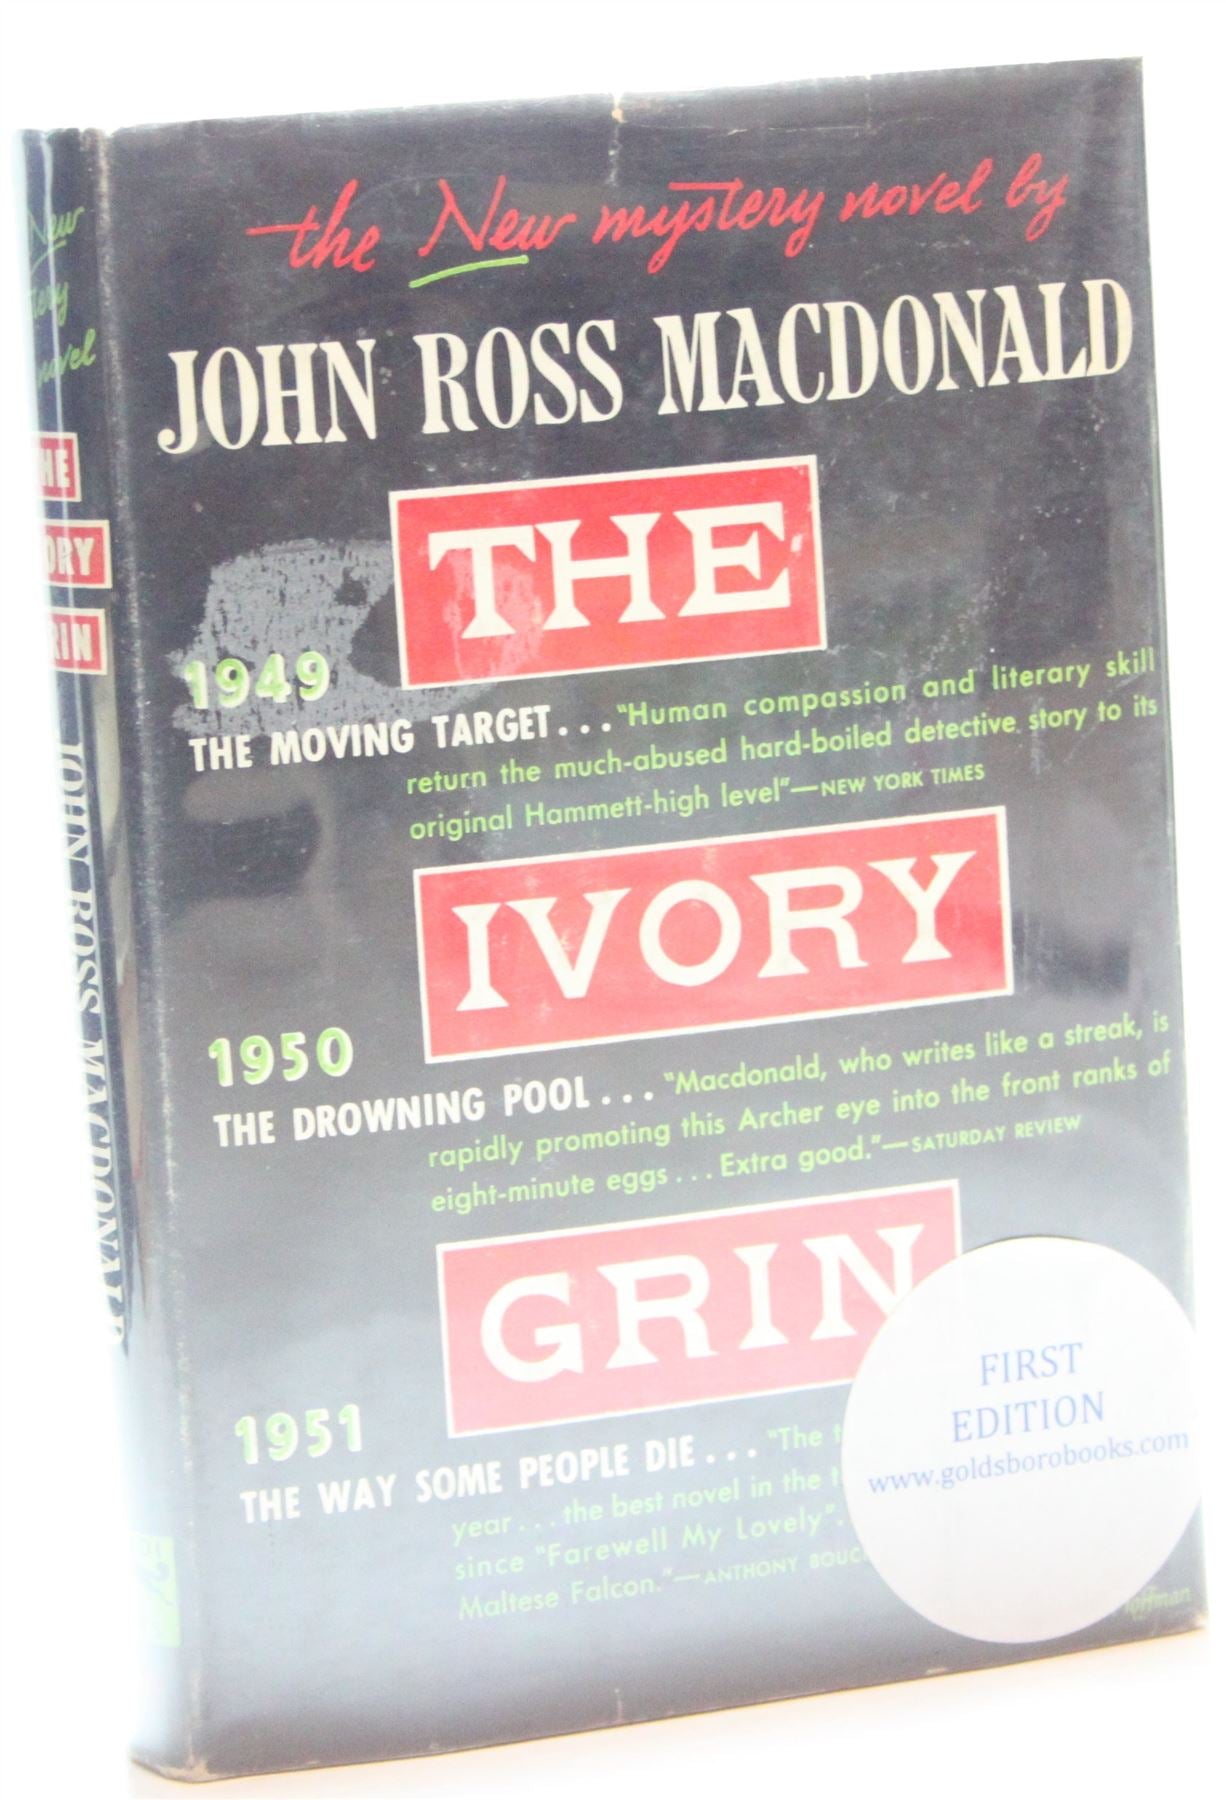 the New mystery novel by
JOHN ROSS MACDONALD
THE
1949
THE MOVING TARGET... "Human compassion and literary skill
return the much-abused hard-boiled detective story to its
original Hammett-high level"—NEW YORK TIMES
IVORY
1950
THE DROWNING POOL... "Macdonald, who writes like a streak, is
rapidly promoting this Archer eye into the front ranks of
eight-minute eggs... Extra good."—SATURDAY REVIEW
GRIN
1951
THE WAY SOME PEOPLE DIE... "The
year... the best novel in the
since "Farewell My Lovely".
Maltese Falcon."—ANTHONY
FIRST
EDITION
www.goldsborobooks.com
New
JOHN ROSS MACDONALD